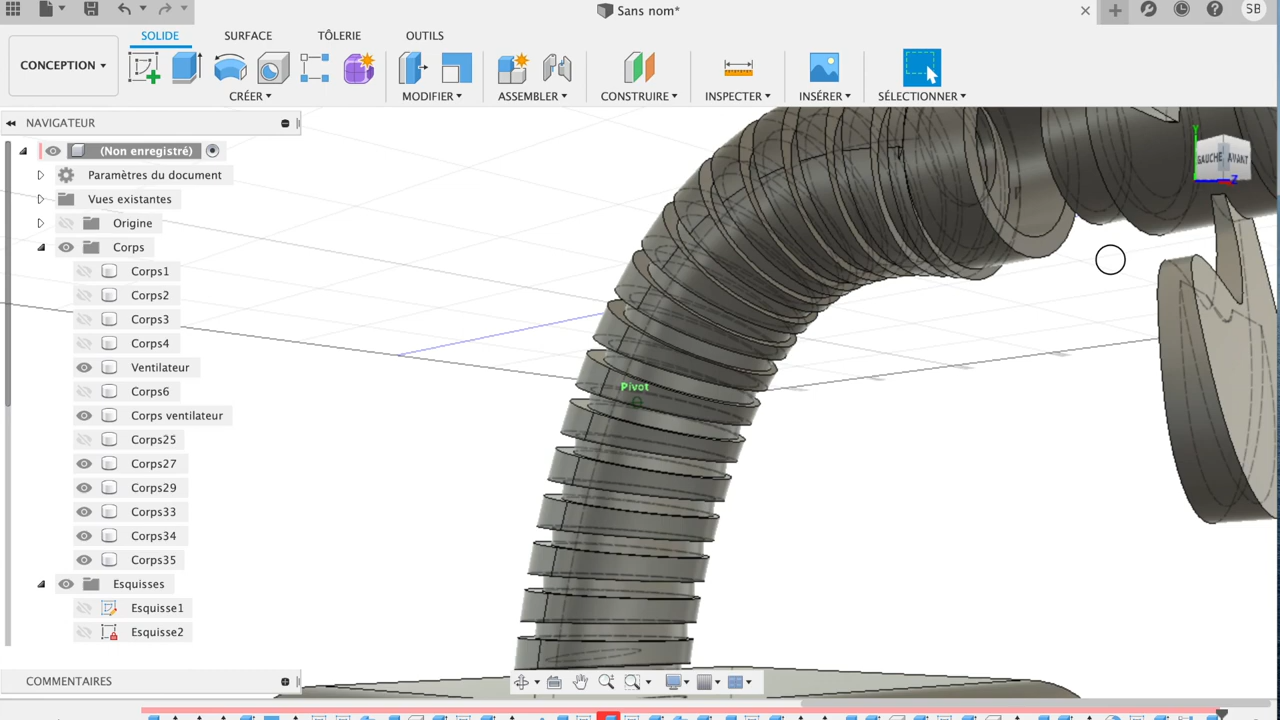 Sans nom*
SB
SOLIDE
SURFACE
TÔLERIE
OUTILS
CONCEPTION
CRÉER
MODIFIER
ASSEMBLER
CONSTRUIRE
INSPECTER
INSÉRER
SÉLECTIONNER
NAVIGATEUR
(Non enregistré)
Paramètres du document
Vues existantes
Origine
Corps
Corps1
Corps2
Corps3
Corps4
Ventilateur
Corps6
Corps ventilateur
Corps25
Corps27
Corps29
Corps33
Corps34
Corps35
Esquisses
Esquisse1
Esquisse2
COMMENTAIRES
Pivot
Y
GAUCHE
AVANT
Z